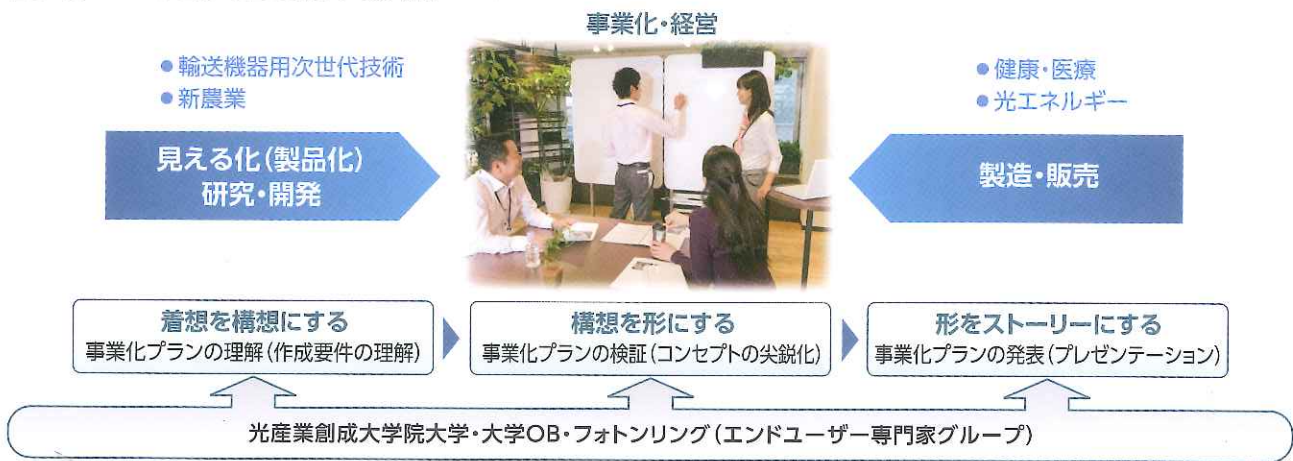 事業化・経営
●輸送機器用次世代技術
●新農業
見える化(製品化)
研究・開発
●健康・医療
●光エネルギー
製造・販売
着想を構想にする
事業化プランの理解(作成要件の理解)
構想を形にする
事業化プランの検証(コンセプトの尖鋭化)
形をストーリーにする
事業化プランの発表(プレゼンテーション)
光産業創成大学院大学・大学OB・フォトンリング(エンドユーザー専門家グループ)